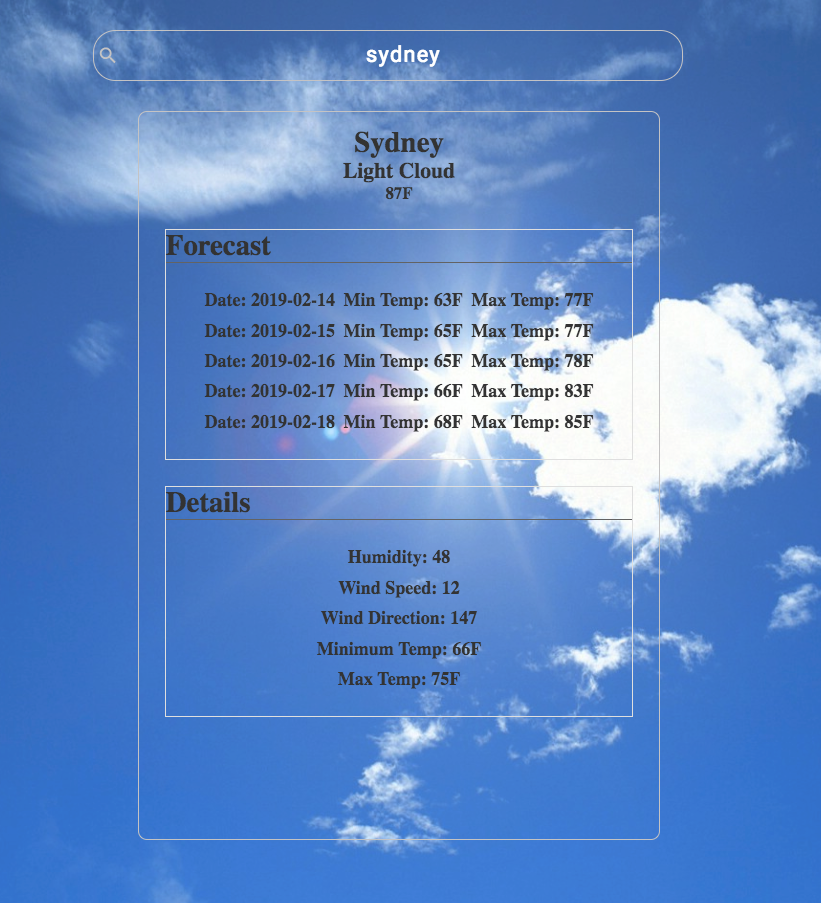 sydney
Sydney
Light Cloud
87F
Forecast
Date: 2019-02-14 Min Temp: 63F Max Temp: 77F
Date: 2019-02-15 Min Temp: 65F Max Temp: 77F
Date: 2019-02-16 Min Temp: 65F Max Temp: 78F
Date: 2019-02-17 Min Temp: 66F Max Temp: 83F
Date: 2019-02-18 Min Temp: 68F Max Temp: 85F
Details
Humidity: 48
Wind Speed: 12
Wind Direction: 147
Minimum Temp: 66F
Max Temp: 75F